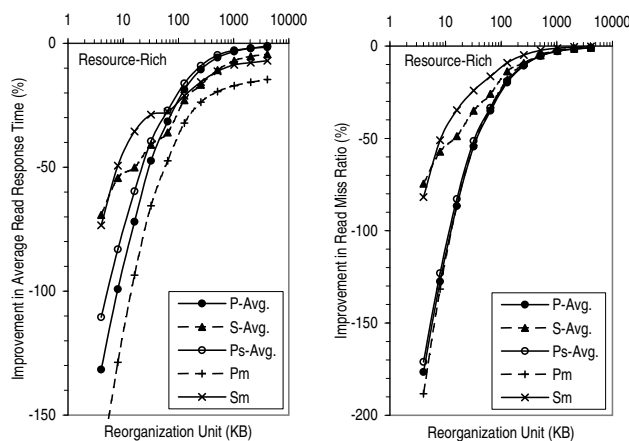 1 10 100 1000 10000
0
-50
-100
-150
Resource-Rich
Improvement in Average Read Response Time (%)
P-Avg.
S-Avg.
Ps-Avg.
Pm
Sm
Reorganization Unit (KB)
1 10 100 1000 10000
0
-50
-100
-150
-200
Resource-Rich
Improvement in Read Miss Ratio (%)
P-Avg.
S-Avg.
Ps-Avg.
Pm
Sm
Reorganization Unit (KB)